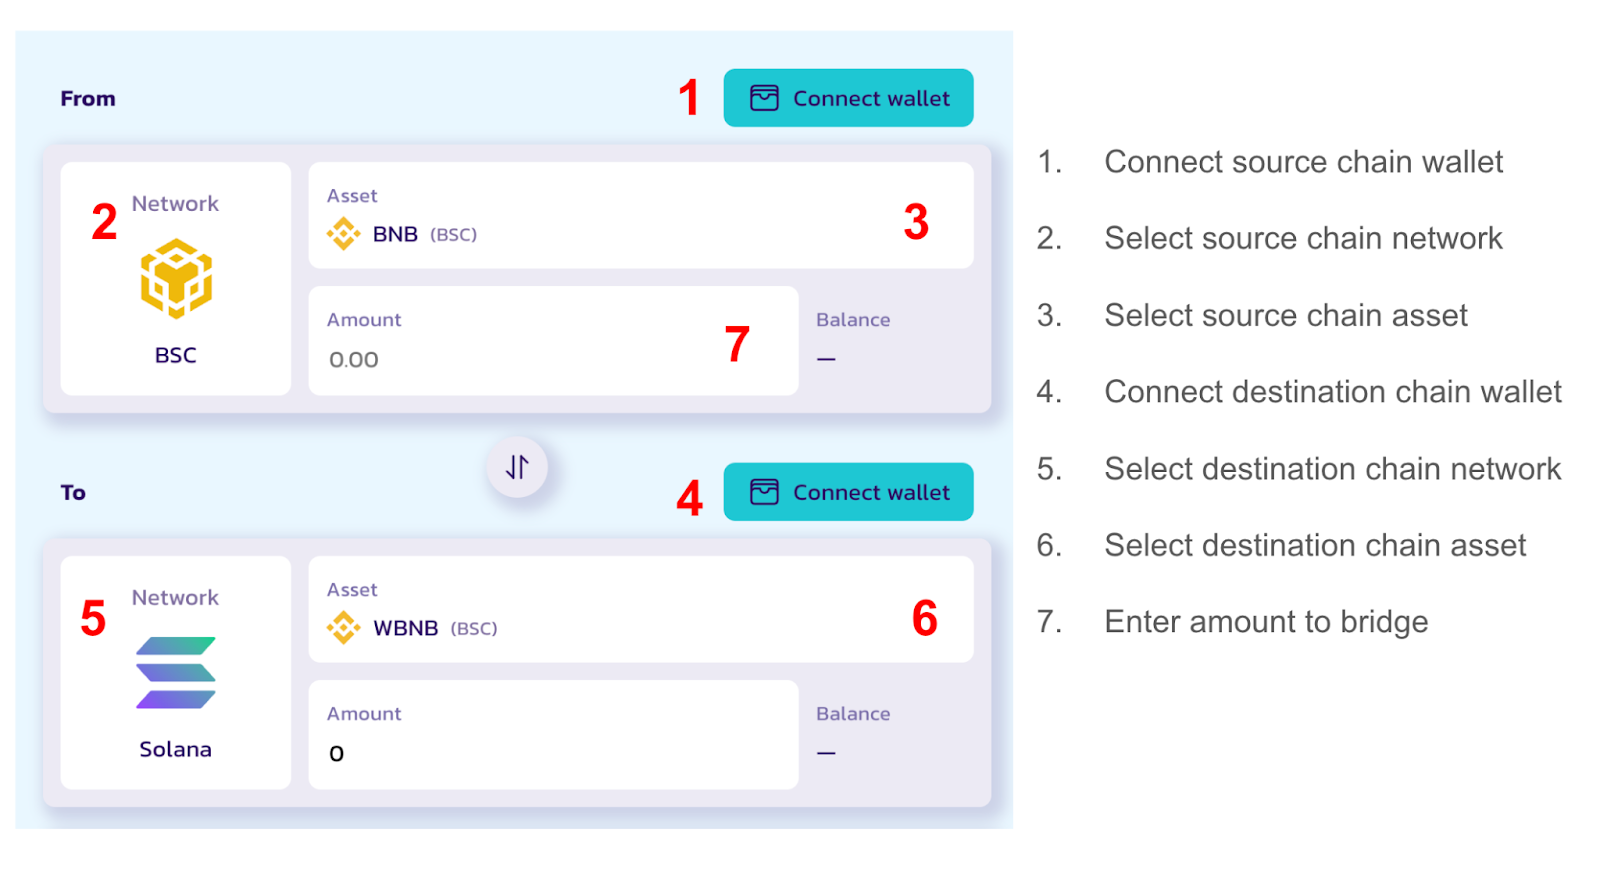 From
1
Connect wallet
2
Network
BSC
Asset
BNB (BSC)
3
Amount
0.00
7
Balance
—
To
4
Connect wallet
5
Network
Solana
Asset
WBNB (BSC)
6
Amount
0
Balance
—
1. Connect source chain wallet
2. Select source chain network
3. Select source chain asset
4. Connect destination chain wallet
5. Select destination chain network
6. Select destination chain asset
7. Enter amount to bridge